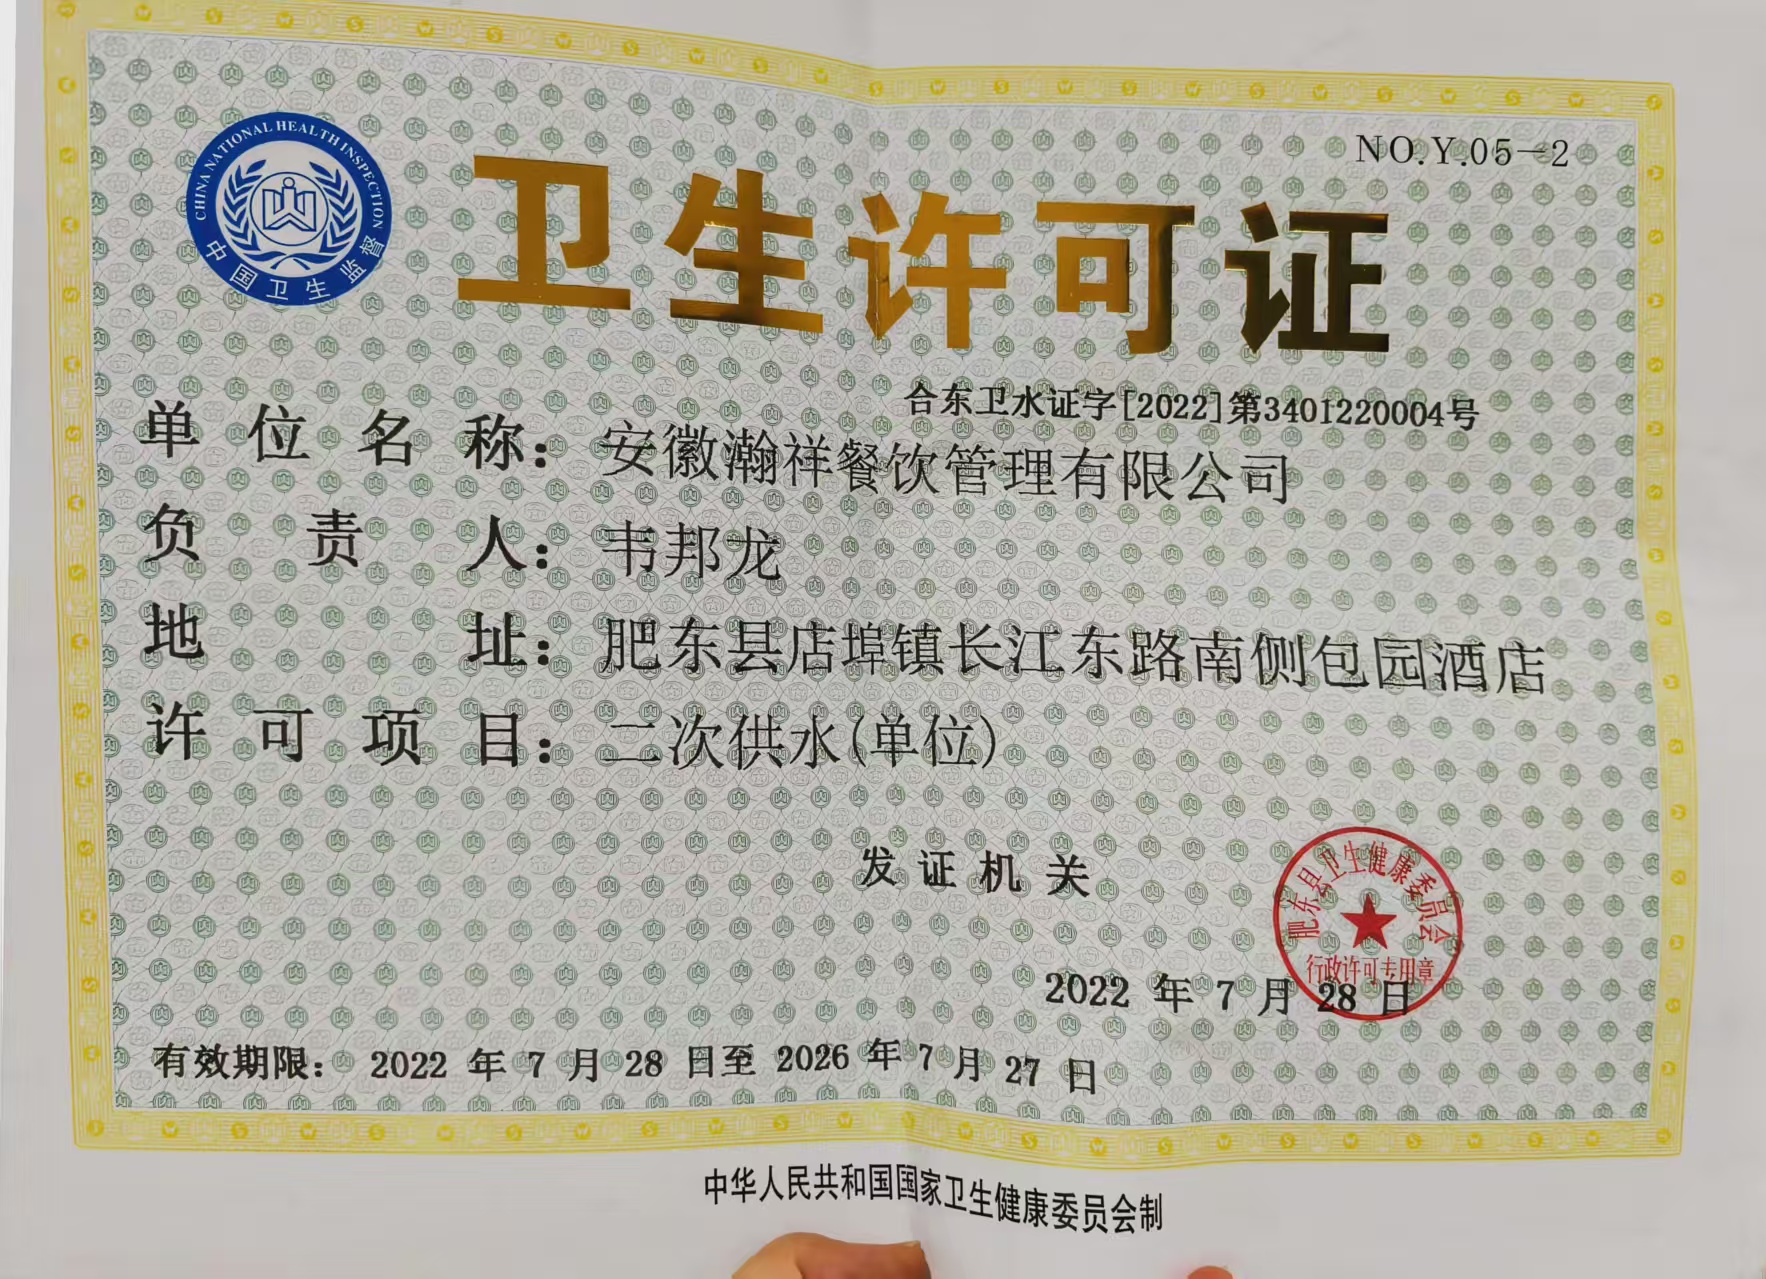 NO.Y.05-2
CHINA NATIONAL HEALTH INSPECTION
中国卫生监督
卫生许可证
合东卫水证字[2022]第3401220004号
单位名称：安徽瀚祥餐饮管理有限公司
负责人：韦邦龙
地址：肥东县店埠镇长江东路南侧包园酒店
许可项目：二次供水(单位)
发证机关
肥东县卫生健康委员会
行政许可专用章
2022 年 7 月 28 日
有效期限：2022 年 7 月 28 日至 2026 年 7 月 27 日
中华人民共和国国家卫生健康委员会制